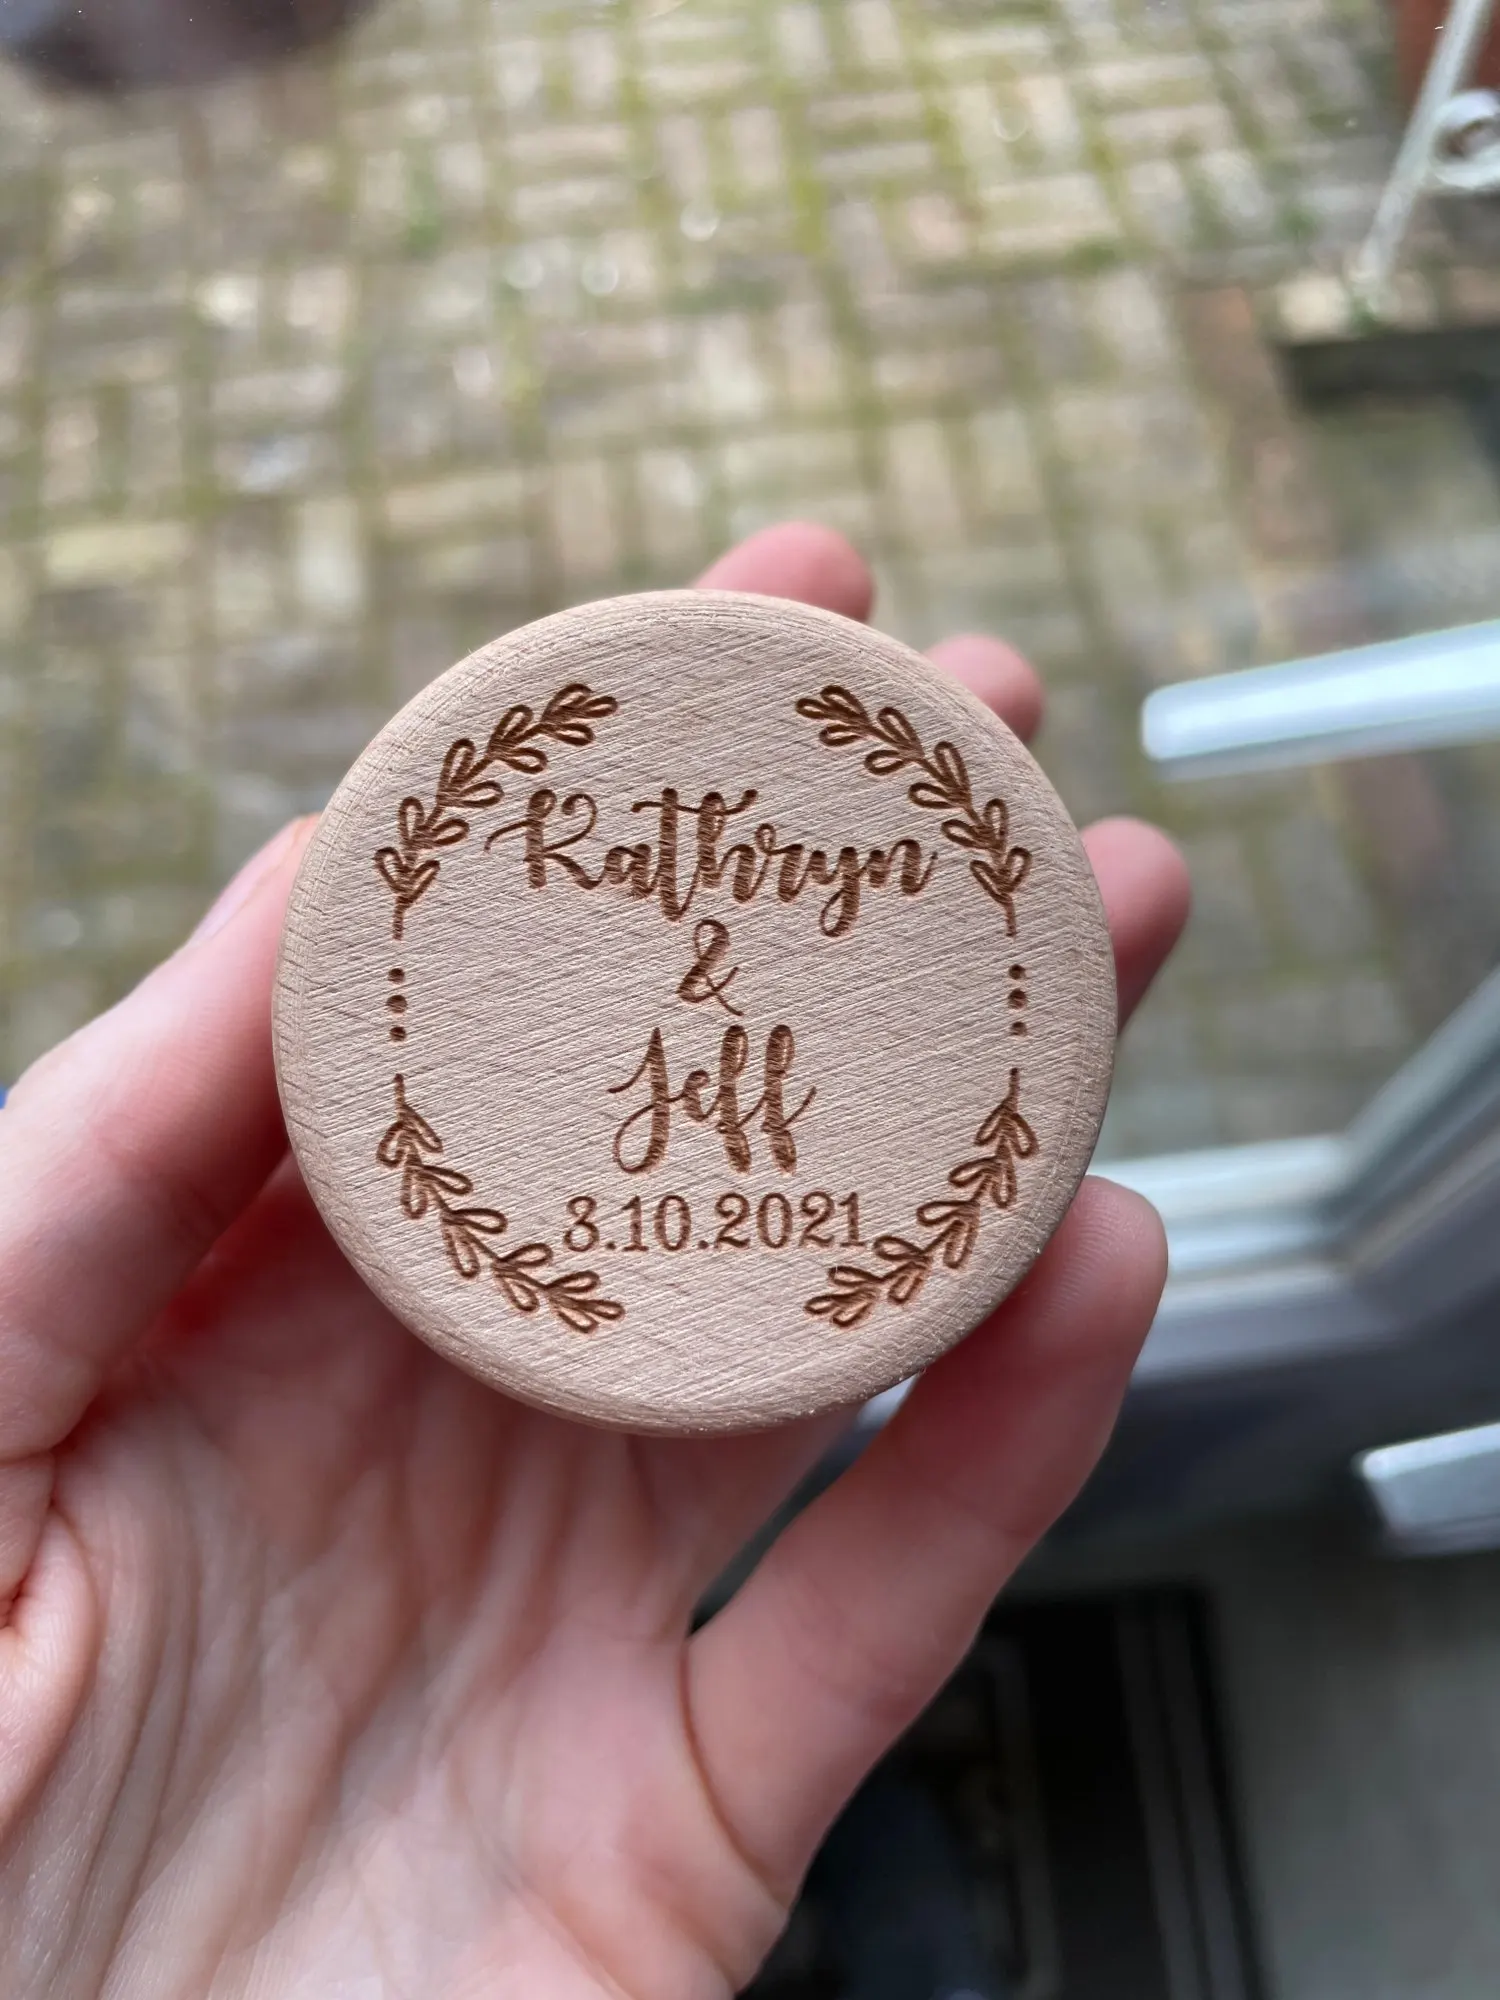 Kathryn
&
Jeff
3.10.2021